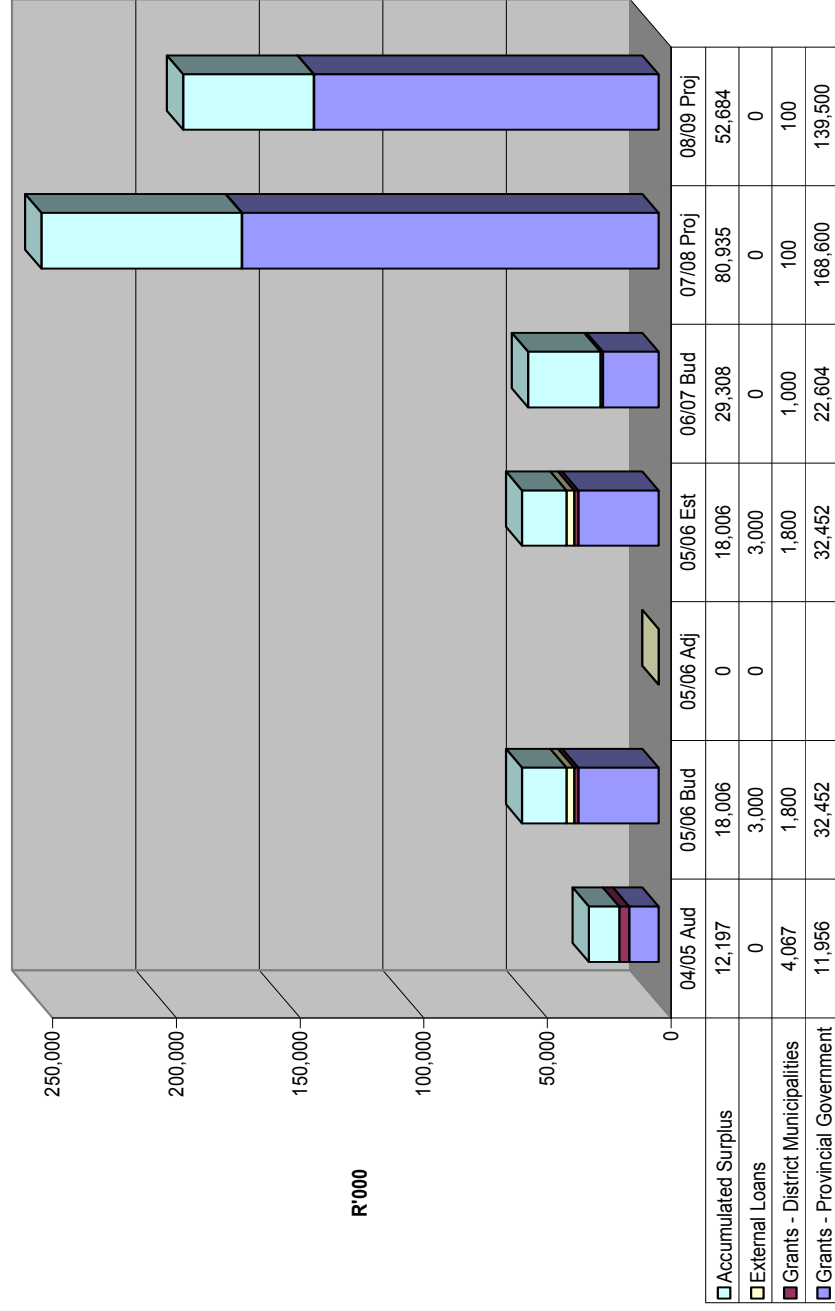 250,000
200,000
150,000
100,000
50,000
0
R'000
04/05 Aud 05/06 Bud 05/06 Adj 05/06 Est 06/07 Bud 07/08 Proj 08/09 Proj
Accumulated Surplus 12,197 18,006 0 18,006 29,308 80,935 52,684
External Loans 0 3,000 0 3,000 0 0 0
Grants - District Municipalities 4,067 1,800 1,800 1,000 100 100
Grants - Provincial Government 11,956 32,452 32,452 22,604 168,600 139,500